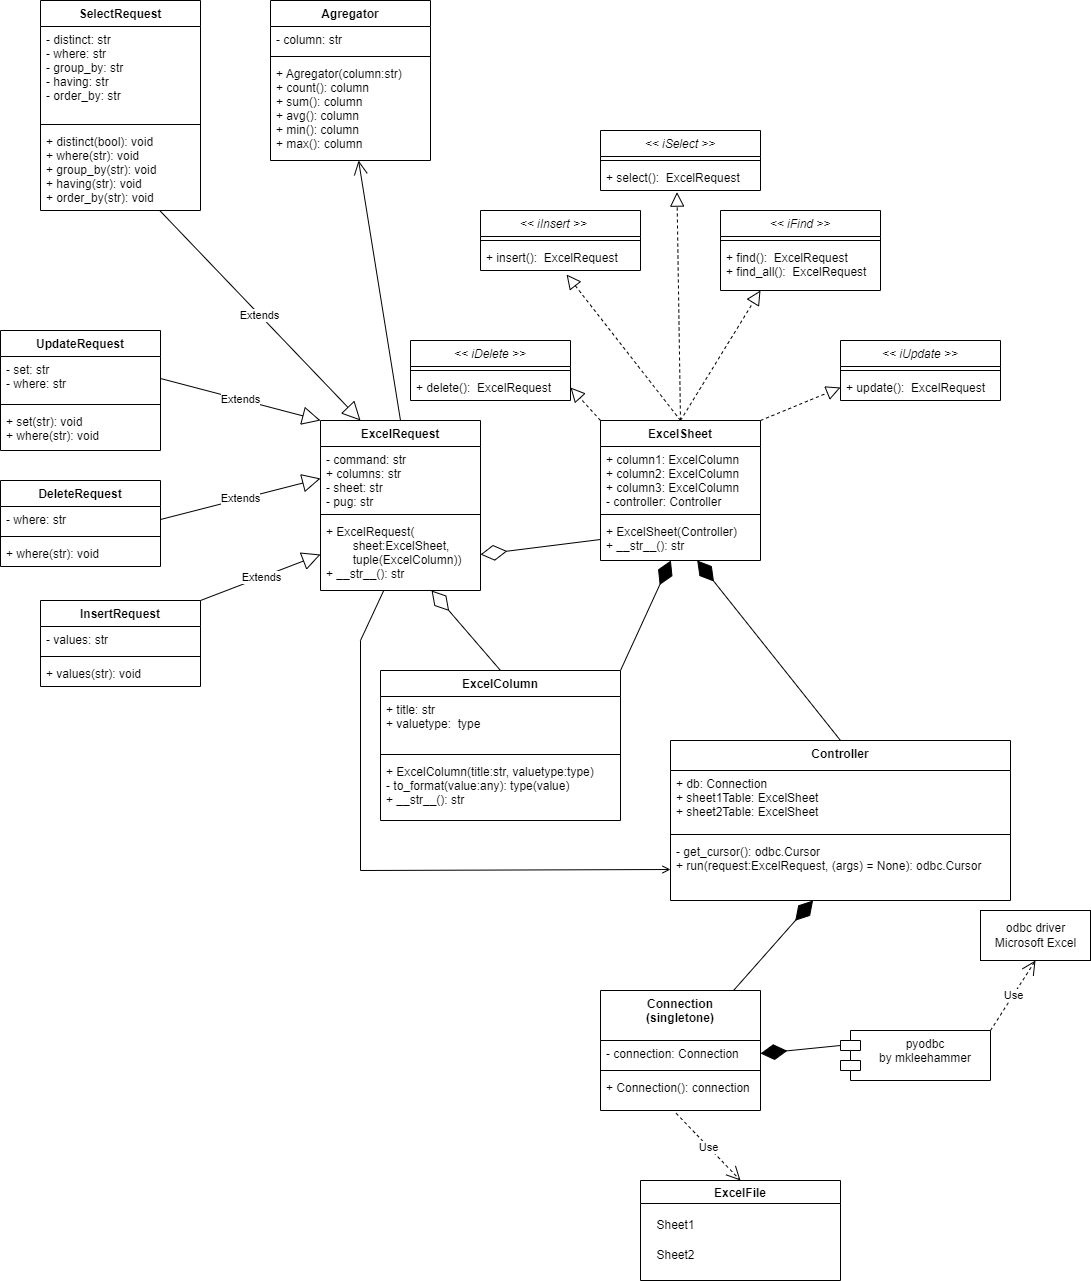 SelectRequest
- distinct: str
- where: str
- group_by: str
- having: str
- order_by: str
+ distinct(bool): void
+ where(str): void
+ group_by(str): void
+ having(str): void
+ order_by(str): void
Agregator
- column: str
+ Agregator(column:str)
+ count(): column
+ sum(): column
+ avg(): column
+ min(): column
+ max(): column
<< iSelect >>
+ select():  ExcelRequest
<< iInsert >>
+ insert():  ExcelRequest
<< iFind >>
+ find():  ExcelRequest
+ find_all():  ExcelRequest
Extends
UpdateRequest
- set: str
- where: str
+ set(str): void
+ where(str): void
Extends
<< iDelete >>
+ delete():  ExcelRequest
<< iUpdate >>
+ update():  ExcelRequest
ExcelRequest
- command: str
+ columns: str
- sheet: str
- pug: str
+ ExcelRequest(
sheet:ExcelSheet,
tuple(ExcelColumn))
+ __str__(): str
ExcelSheet
+ column1: ExcelColumn
+ column2: ExcelColumn
+ column3: ExcelColumn
- controller: Controller
+ ExcelSheet(Controller)
+ __str__(): str
DeleteRequest
- where: str
+ where(str): void
Extends
Extends
InsertRequest
- values: str
+ values(str): void
ExcelColumn
+ title: str
+ valuetype:  type
+ ExcelColumn(title:str, valuetype:type)
- to_format(value:any): type(value)
+ __str__(): str
Controller
+ db: Connection
+ sheet1Table: ExcelSheet
+ sheet2Table: ExcelSheet
- get_cursor(): odbc.Cursor
+ run(request:ExcelRequest, (args) = None): odbc.Cursor
odbc driver
Microsoft Excel
Use
Connection
(singletone)
- connection: Connection
+ Connection(): connection
pyodbc
by mkleehammer
Use
ExcelFile
Sheet1
Sheet2